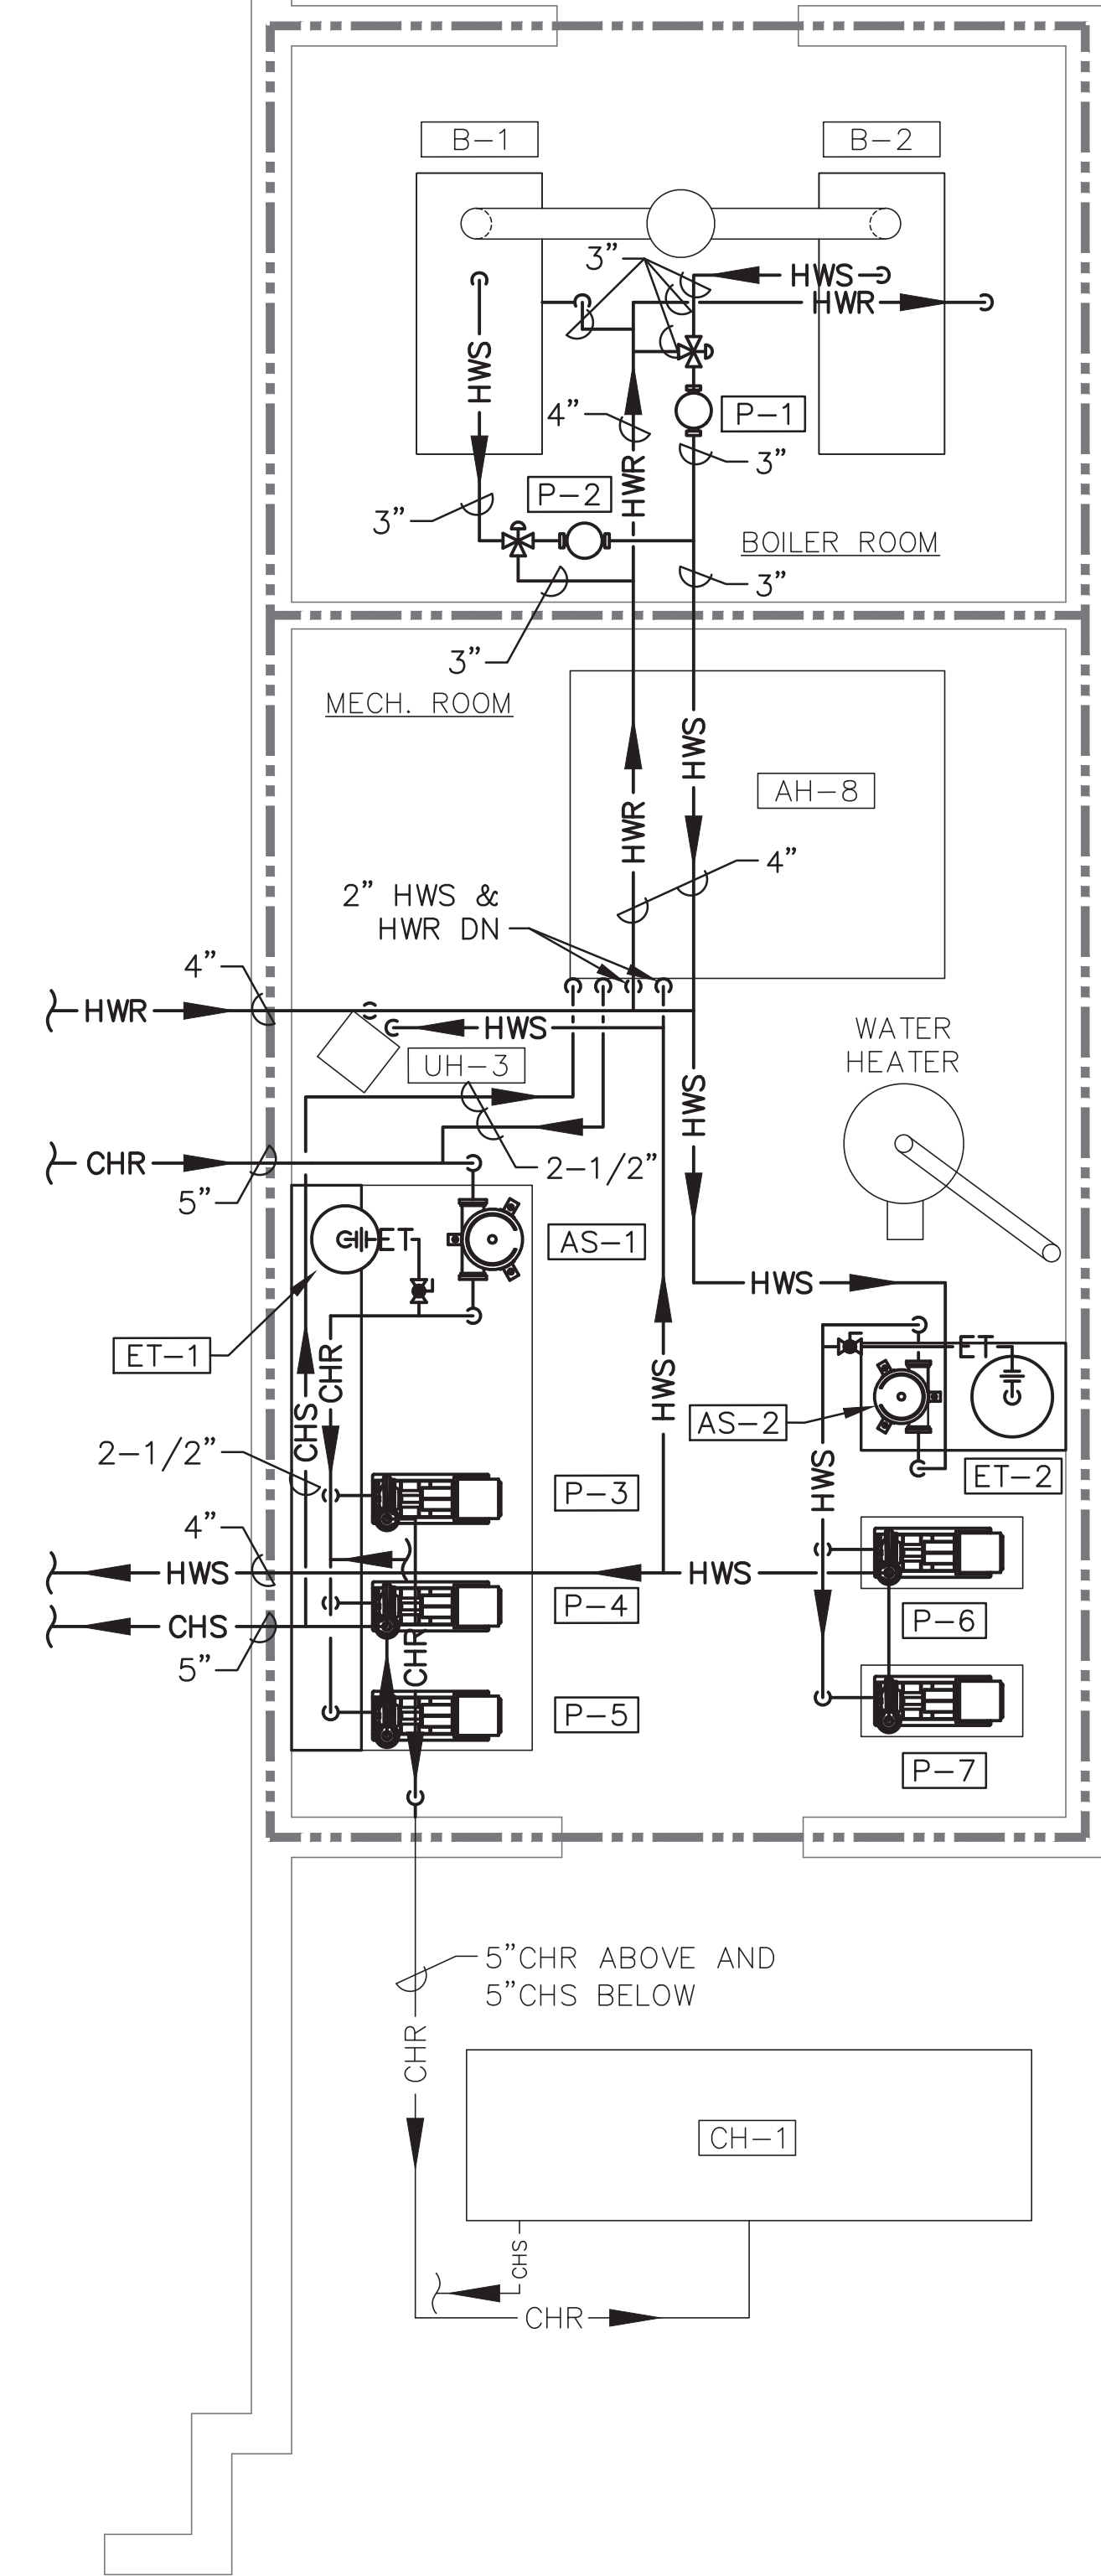 B-1
B-2
3"
HWS
HWR
HWS
4"
P-1
3"
HWR
P-2
3"
BOILER ROOM
3"
3"
MECH. ROOM
HWS
AH-8
HWR
4"
2" HWS &
HWR DN
4"
HWR
HWS
WATER
HEATER
UH-3
HWS
CHR
2-1/2"
5"
ET
AS-1
HWS
ET-1
CHR
ET
HWS
AS-2
CHS
2-1/2"
HWS
ET-2
P-3
4"
HWS
HWS
P-4
P-6
CHS
CHR
5"
P-5
P-7
5"CHR ABOVE AND
5"CHS BELOW
CHR
CH-1
CHS
CHR